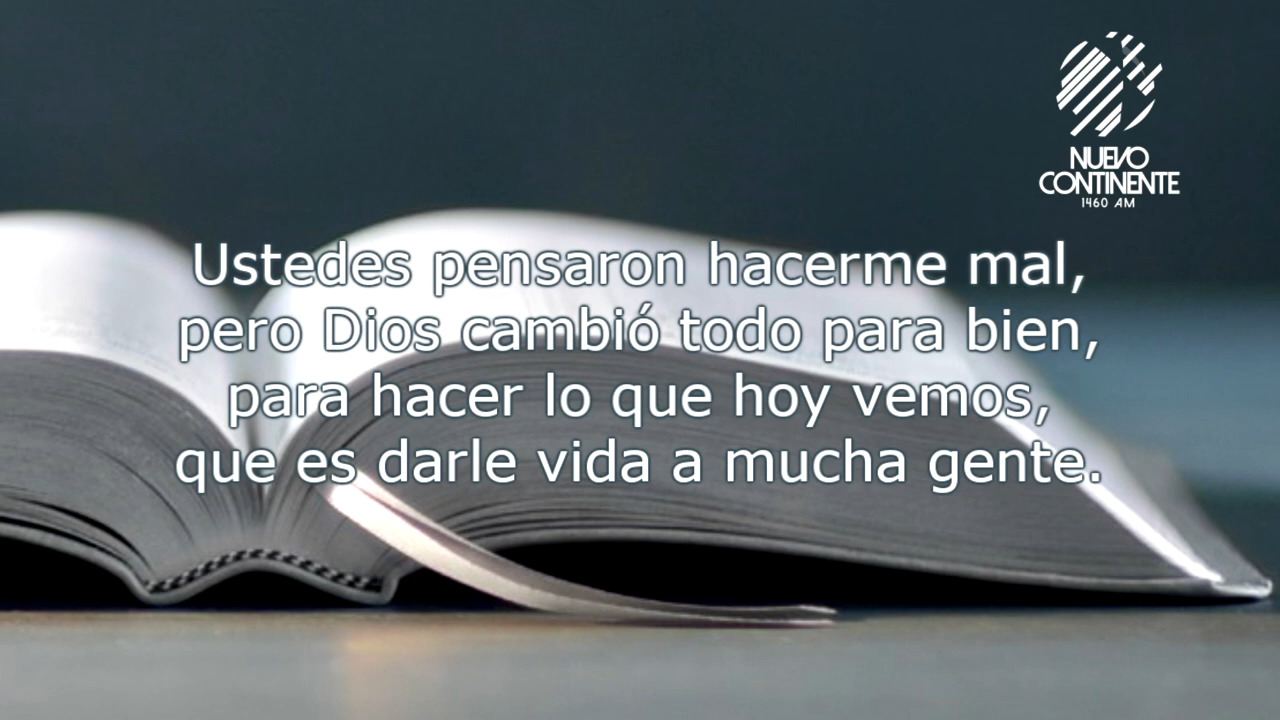 NUEVO
CONTINENTE
1460 AM
Ustedes pensaron hacerme mal,
pero Dios cambió todo para bien,
para hacer lo que hoy vemos,
que es darle vida a mucha gente.